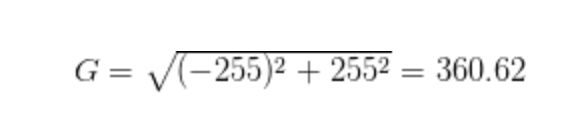 G = √(−255)² + 255² = 360.62